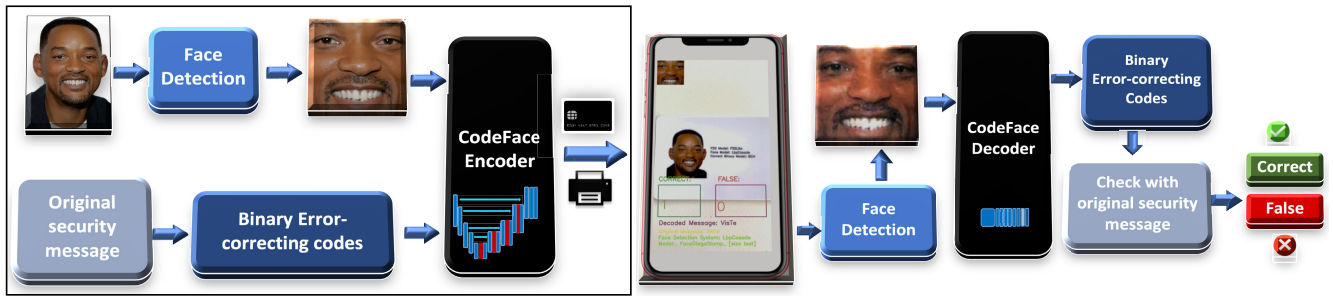 Face
Detection
CodeFace
Encoder
Original
security
message
Binary Error-
correcting codes
CORRECT:
FALSE:
1
0
Decoded Message: VisTe
Face
Detection
CodeFace
Decoder
Binary
Error-correcting
Codes
Check with
original security
message
Correct
False